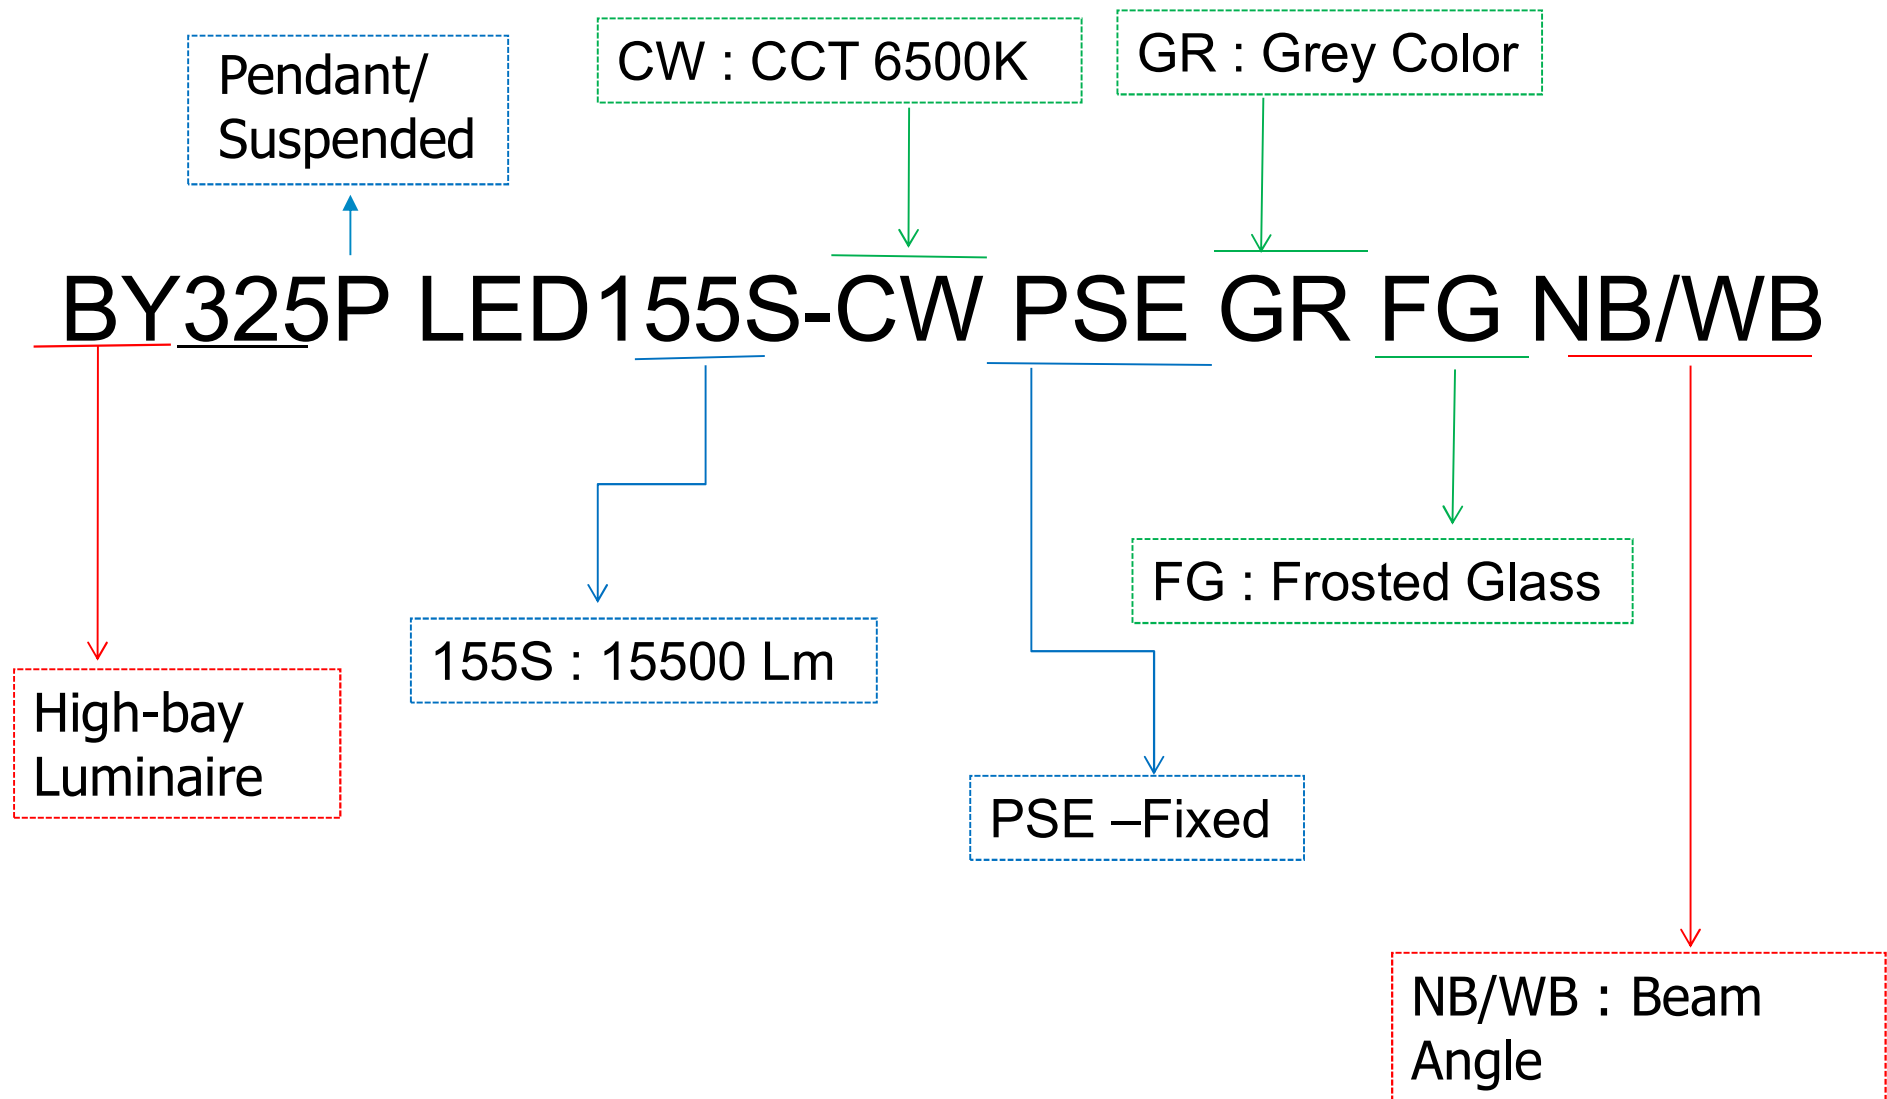 Pendant/
Suspended
CW : CCT 6500K
GR : Grey Color
BY325P LED155S-CW PSE GR FG NB/WB
FG : Frosted Glass
155S : 15500 Lm
High-bay
Luminaire
PSE –Fixed
NB/WB : Beam
Angle